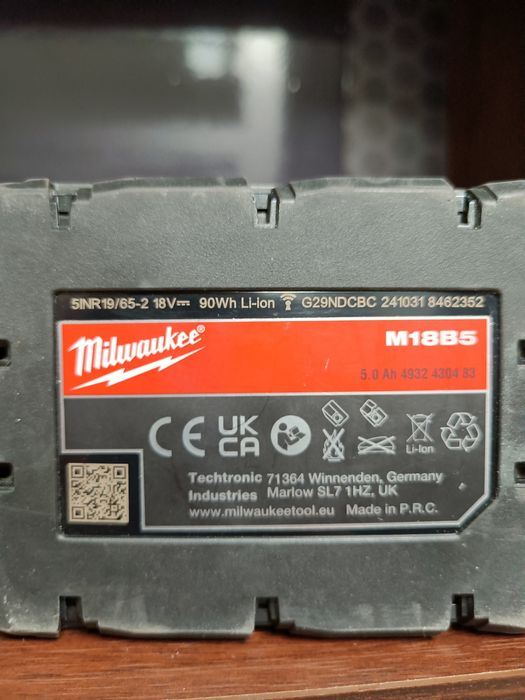 5INR19/65-2 18V⎓ 90Wh Li-ion G29NDCBC 241031 8462352
Milwaukee®
M18B5
5.0 Ah 4932 4304 83
CE UK CA
Li-Ion
Techtronic 71364 Winnenden, Germany
Industries Marlow SL7 1HZ, UK
www.milwaukeetool.eu Made in P.R.C.